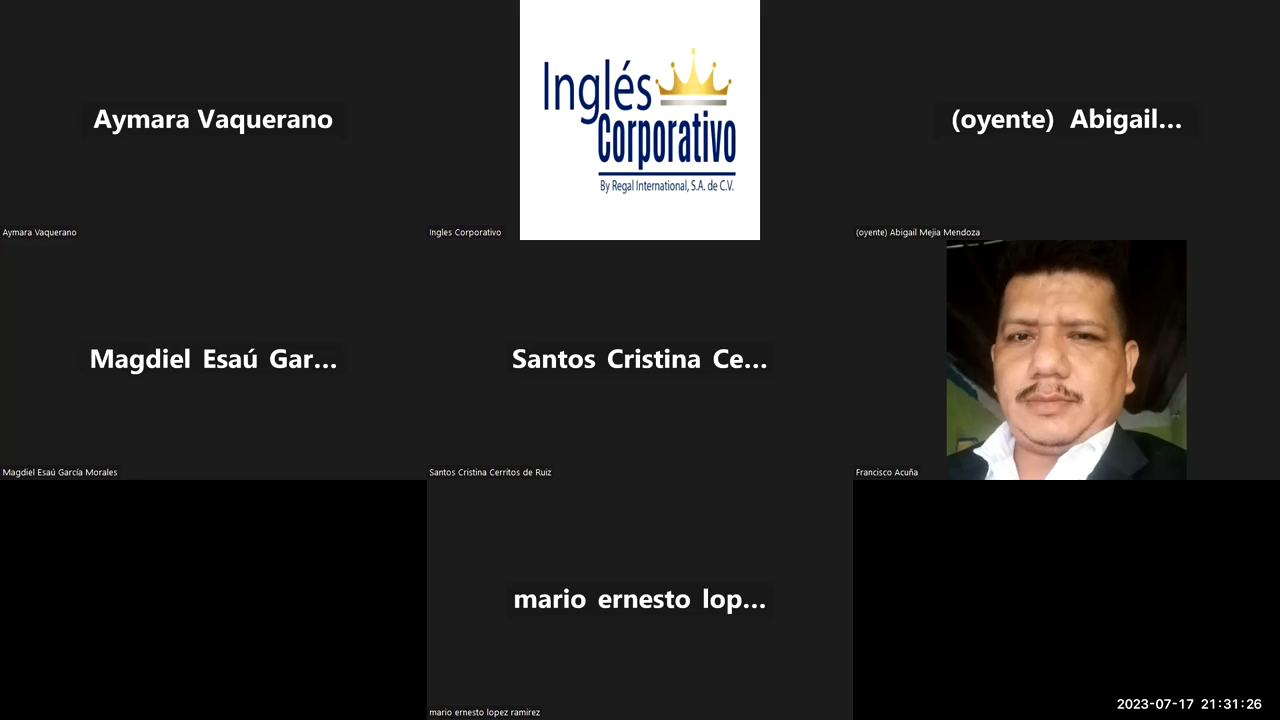 Aymara Vaquerano
Aymara Vaquerano
Inglés
Corporativo
By Regal International, S.A. de C.V.
Ingles Corporativo
(oyente) Abigail...
(oyente) Abigail Mejia Mendoza
Magdiel Esaú Gar...
Magdiel Esaú García Morales
Santos Cristina Ce...
Santos Cristina Cerritos de Ruiz
Francisco Acuña
mario ernesto lop...
mario ernesto lopez ramirez
2023-07-17 21:31:26